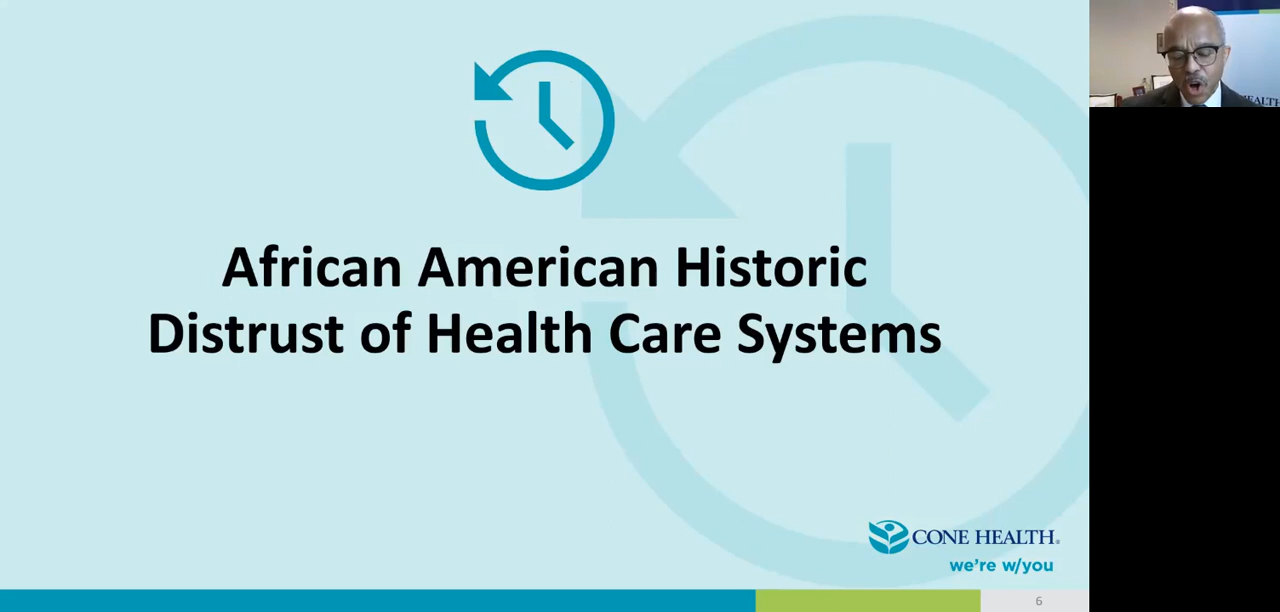 African American Historic
Distrust of Health Care Systems
CONE HEALTH®
we're w/you
6